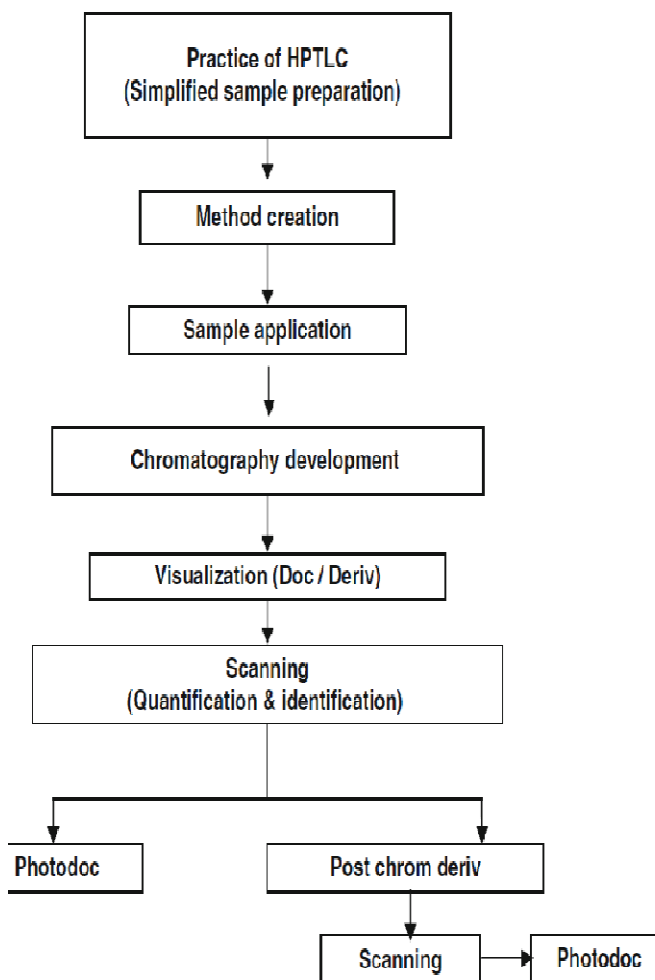 Practice of HPTLC
(Simplified sample preparation)
Method creation
Sample application
Chromatography development
Visualization (Doc / Deriv)
Scanning
(Quantification & identification)
Photodoc
Post chrom deriv
Scanning
Photodoc